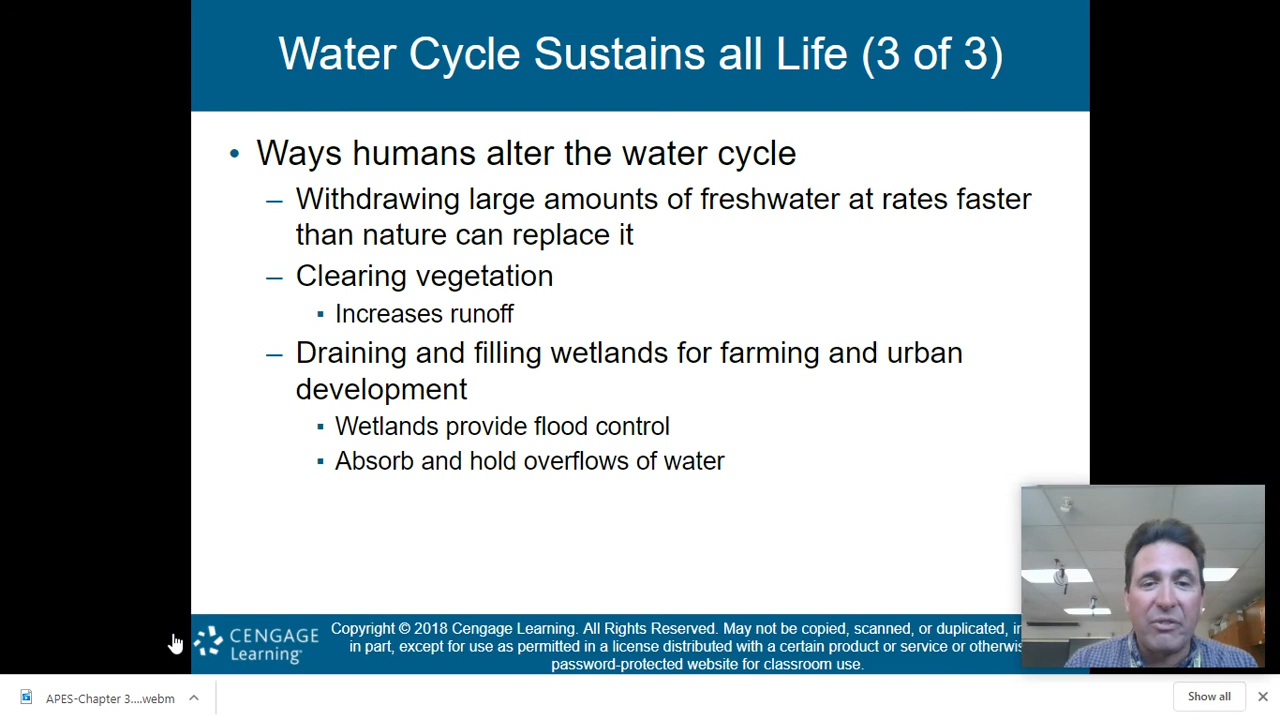 Water Cycle Sustains all Life (3 of 3)
• Ways humans alter the water cycle
– Withdrawing large amounts of freshwater at rates faster
than nature can replace it
– Clearing vegetation
▪ Increases runoff
– Draining and filling wetlands for farming and urban
development
▪ Wetlands provide flood control
▪ Absorb and hold overflows of water
CENGAGE
Learning™
Copyright © 2018 Cengage Learning. All Rights Reserved. May not be copied, scanned, or duplicated,
in part, except for use as permitted in a license distributed with a certain product or service or
password-protected website for classroom use.
APES-Chapter 3....webm
Show all